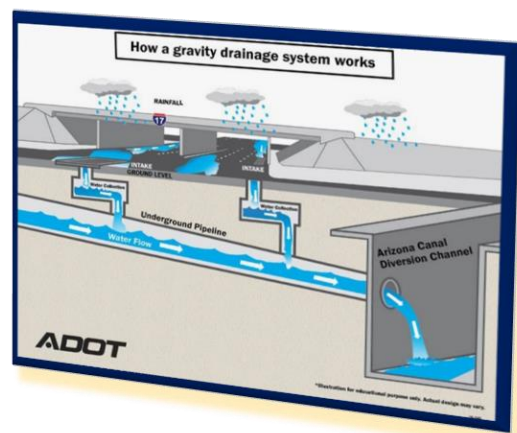 How a gravity drainage system works
RAINFALL
17
INTAKE
GROUND LEVEL
INTAKE
Water Collection
Water Collection
Underground Pipeline
Water Flow
Arizona Canal
Diversion Channel
ADOT
*Illustration for educational purpose only. Actual design may vary.